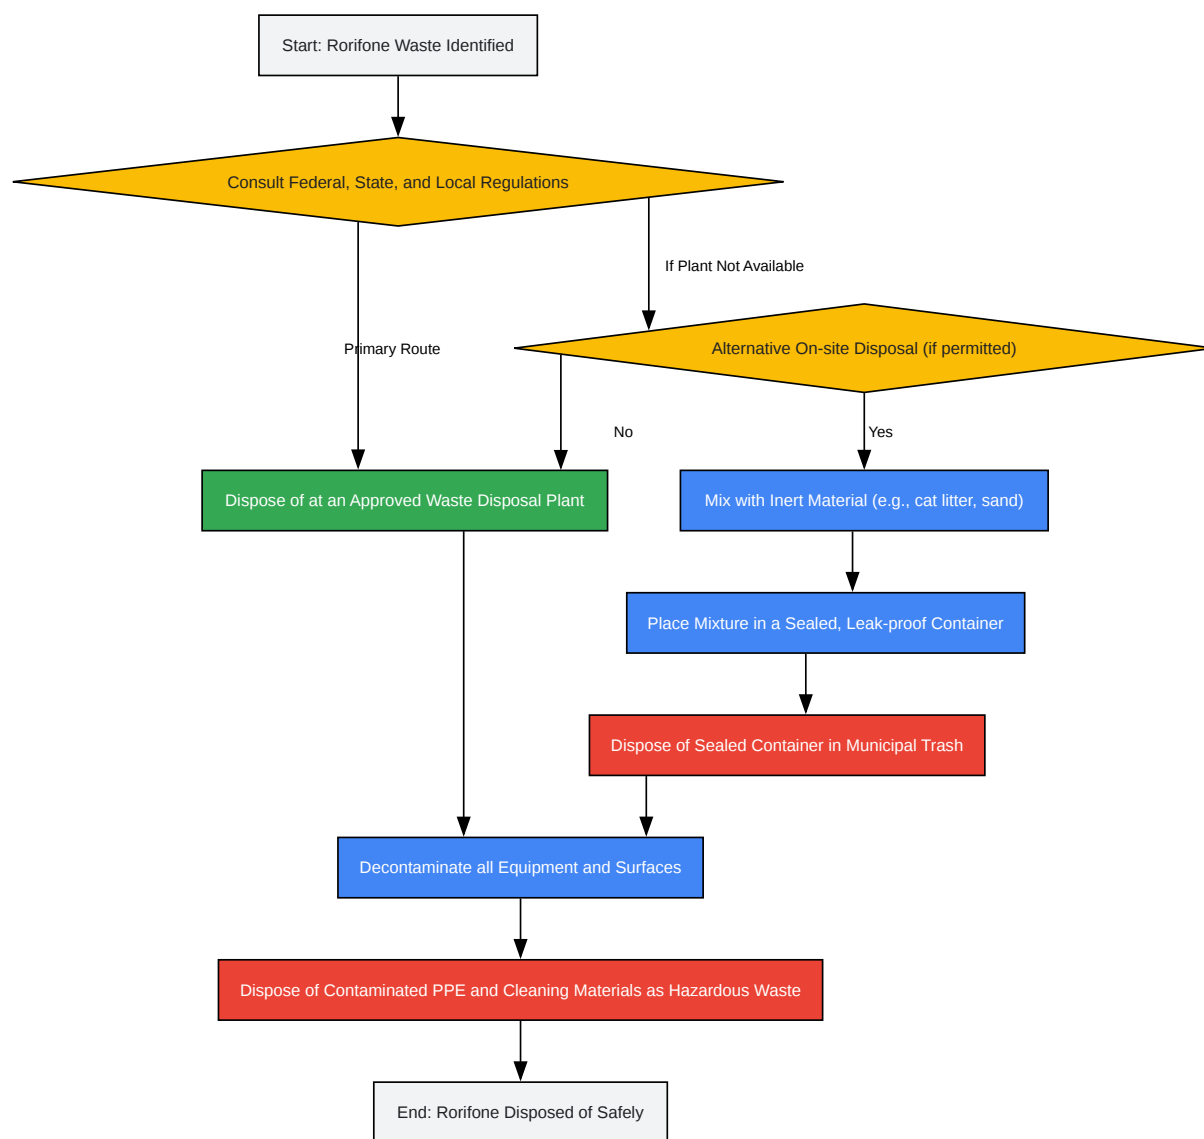 Start: Rorifone Waste Identified
Consult Federal, State, and Local Regulations
If Plant Not Available
Primary Route
Alternative On-site Disposal (if permitted)
No
Yes
Dispose of at an Approved Waste Disposal Plant
Mix with Inert Material (e.g., cat litter, sand)
Place Mixture in a Sealed, Leak-proof Container
Dispose of Sealed Container in Municipal Trash
Decontaminate all Equipment and Surfaces
Dispose of Contaminated PPE and Cleaning Materials as Hazardous Waste
End: Rorifone Disposed of Safely